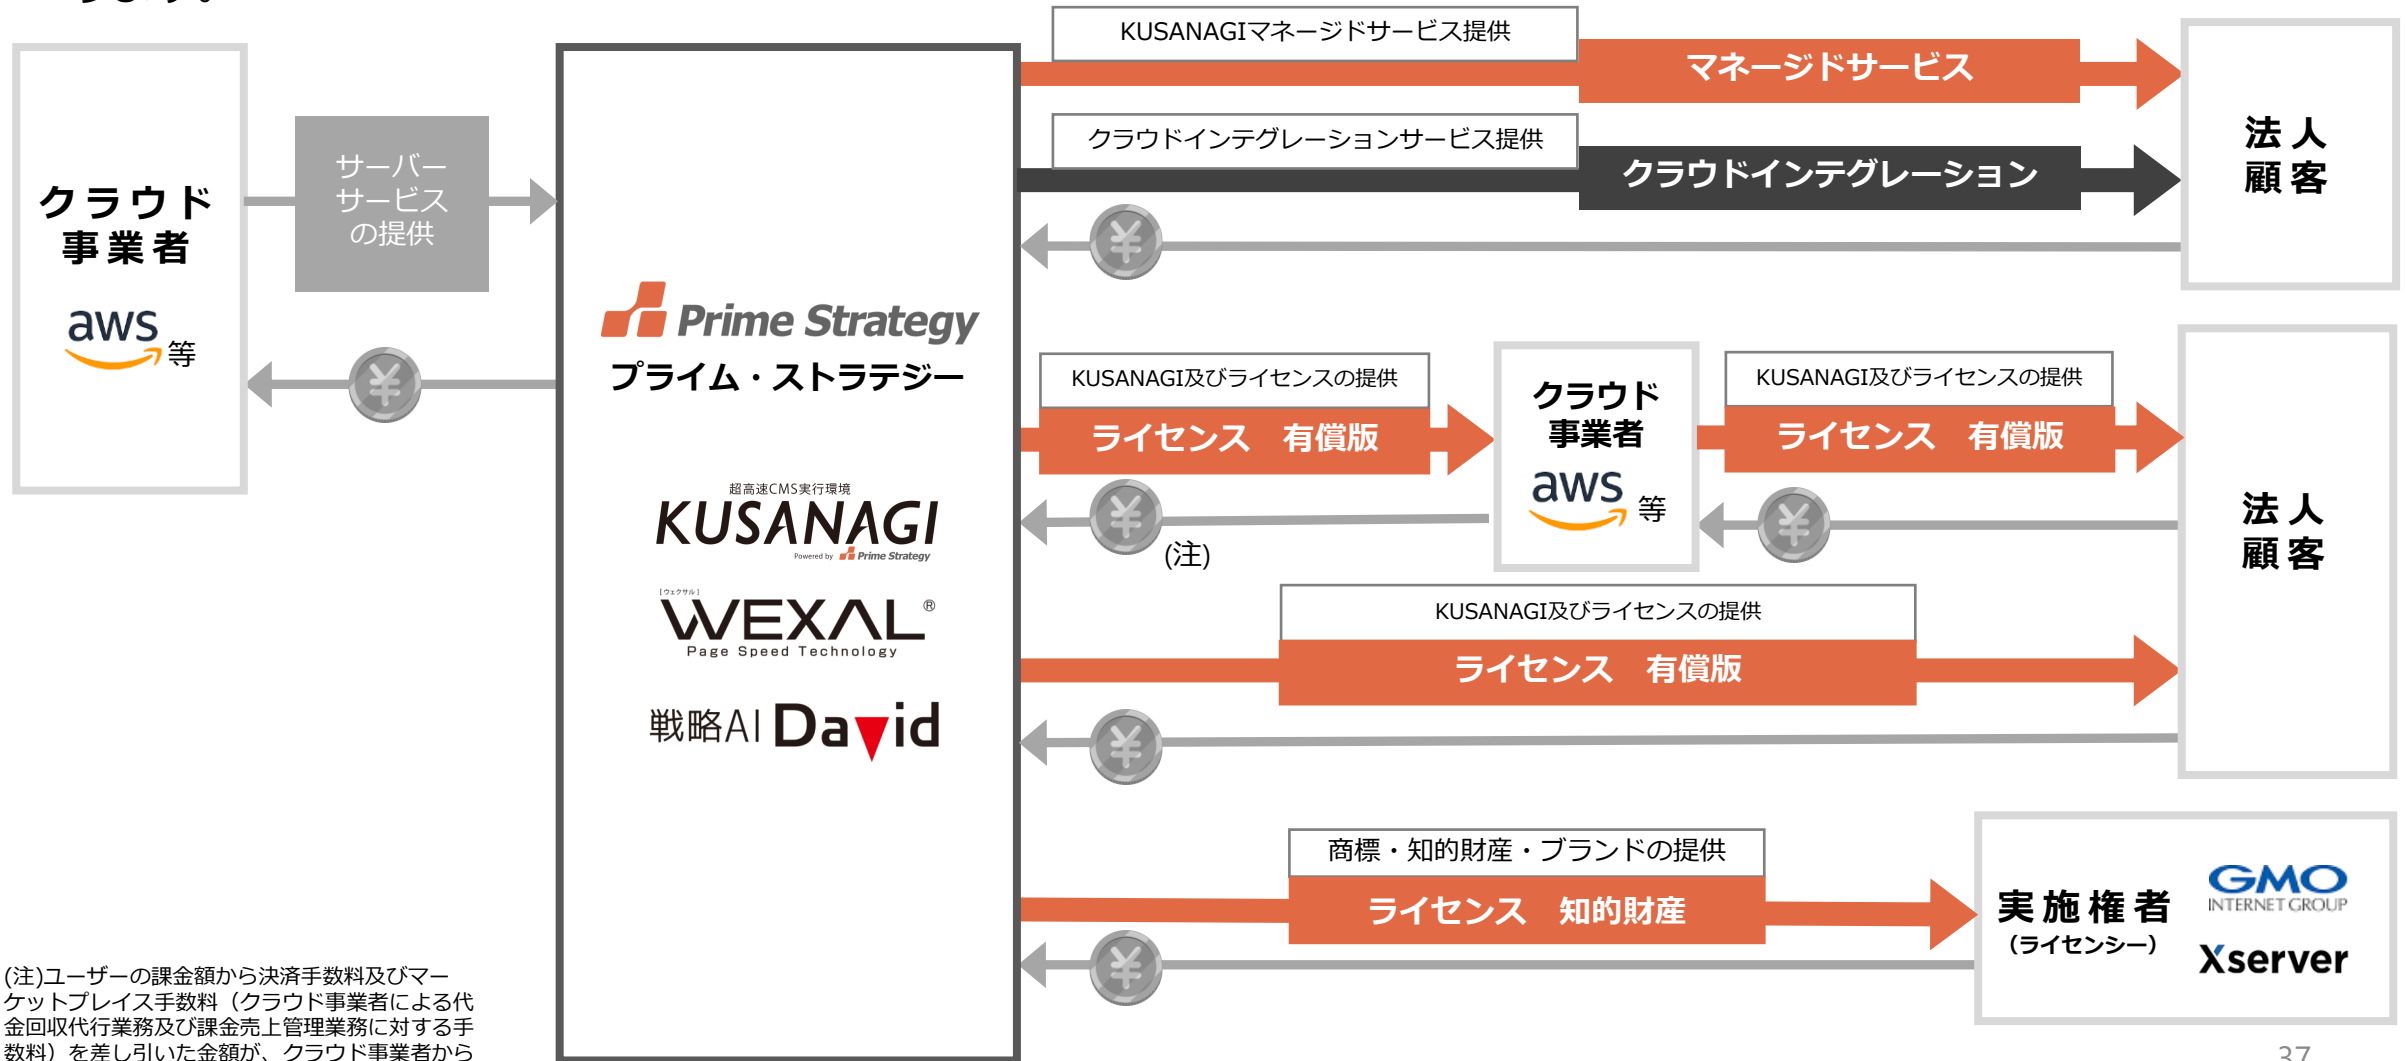 クラウド
事業者
aws 等
サーバー
サービス
の提供
Prime Strategy
プライム・ストラテジー
超高速CMS実行環境
KUSANAGI
Powered by Prime Strategy
[ウェクサル]
WEXAL®
Page Speed Technology
戦略AI David
KUSANAGIマネージドサービス提供
マネージドサービス
クラウドインテグレーションサービス提供
クラウドインテグレーション
法人
顧客
KUSANAGI及びライセンスの提供
ライセンス 有償版
(注)
クラウド
事業者
aws 等
KUSANAGI及びライセンスの提供
ライセンス 有償版
KUSANAGI及びライセンスの提供
ライセンス 有償版
法人
顧客
商標・知的財産・ブランドの提供
ライセンス 知的財産
実施権者
(ライセンシー)
GMO
INTERNET GROUP
Xserver
(注)ユーザーの課金額から決済手数料及びマー
ケットプレイス手数料（クラウド事業者による代
金回収代行業務及び課金売上管理業務に対する手
数料）を差し引いた金額が、クラウド事業者から
37